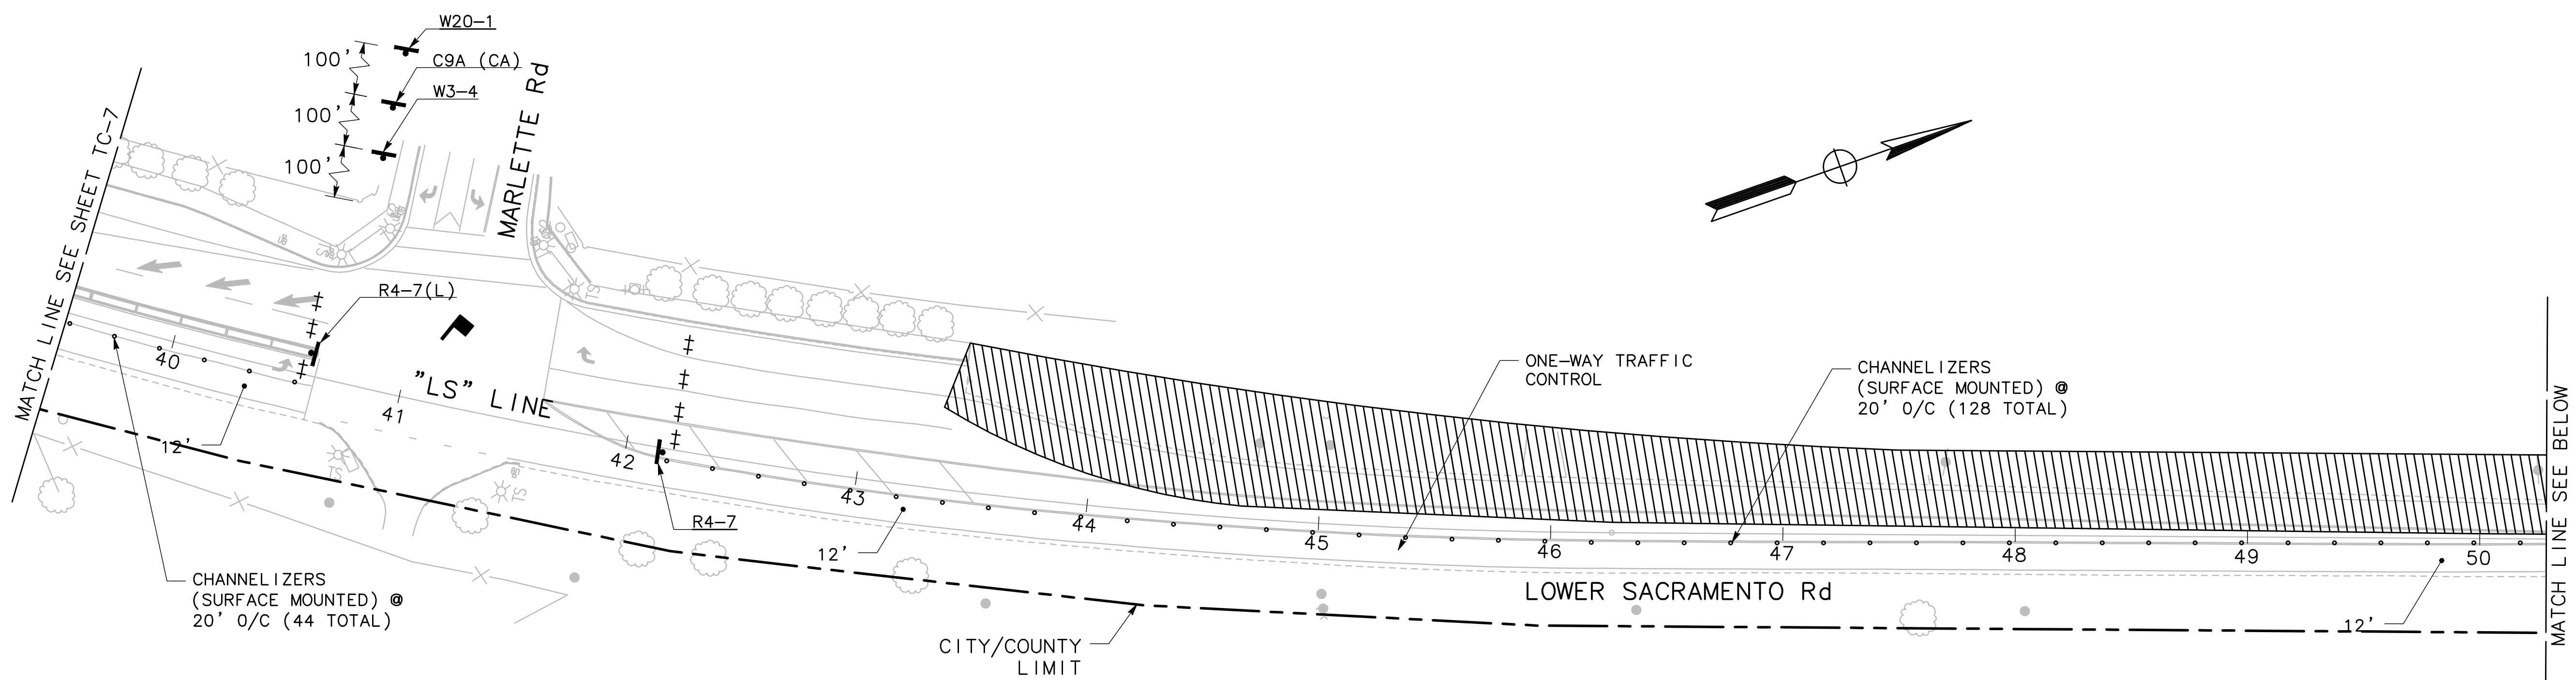 W20-1
100'
C9A (CA)
W3-4
100'
100'
MARLETTE Rd
MATCH LINE SEE SHEET TC-7
R4-7(L)
40
"LS" LINE
41
12'
42
R4-7
43
12'
44
ONE-WAY TRAFFIC
CONTROL
CHANNELIZERS
(SURFACE MOUNTED) @
20' O/C (128 TOTAL)
45
46
47
48
49
50
12'
LOWER SACRAMENTO Rd
CHANNELIZERS
(SURFACE MOUNTED) @
20' O/C (44 TOTAL)
CITY/COUNTY
LIMIT
MATCH LINE SEE BELOW
TS
TS
TS